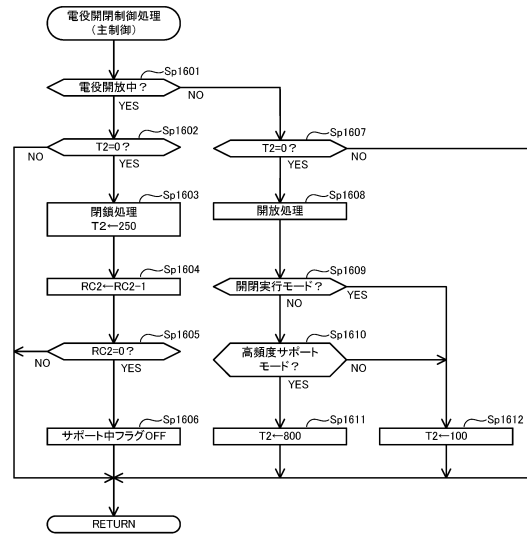 電役開閉制御処理
（主制御）
Sp1601
電役開放中？
NO
YES
Sp1602
T2=0？
NO
YES
Sp1607
T2=0？
NO
YES
Sp1603
閉鎖処理
T2←250
Sp1608
開放処理
Sp1604
RC2←RC2-1
Sp1609
開閉実行モード？
YES
NO
Sp1605
RC2=0？
NO
YES
Sp1610
高頻度サポート
モード？
NO
YES
Sp1606
サポート中フラグOFF
Sp1611
T2←800
Sp1612
T2←100
RETURN